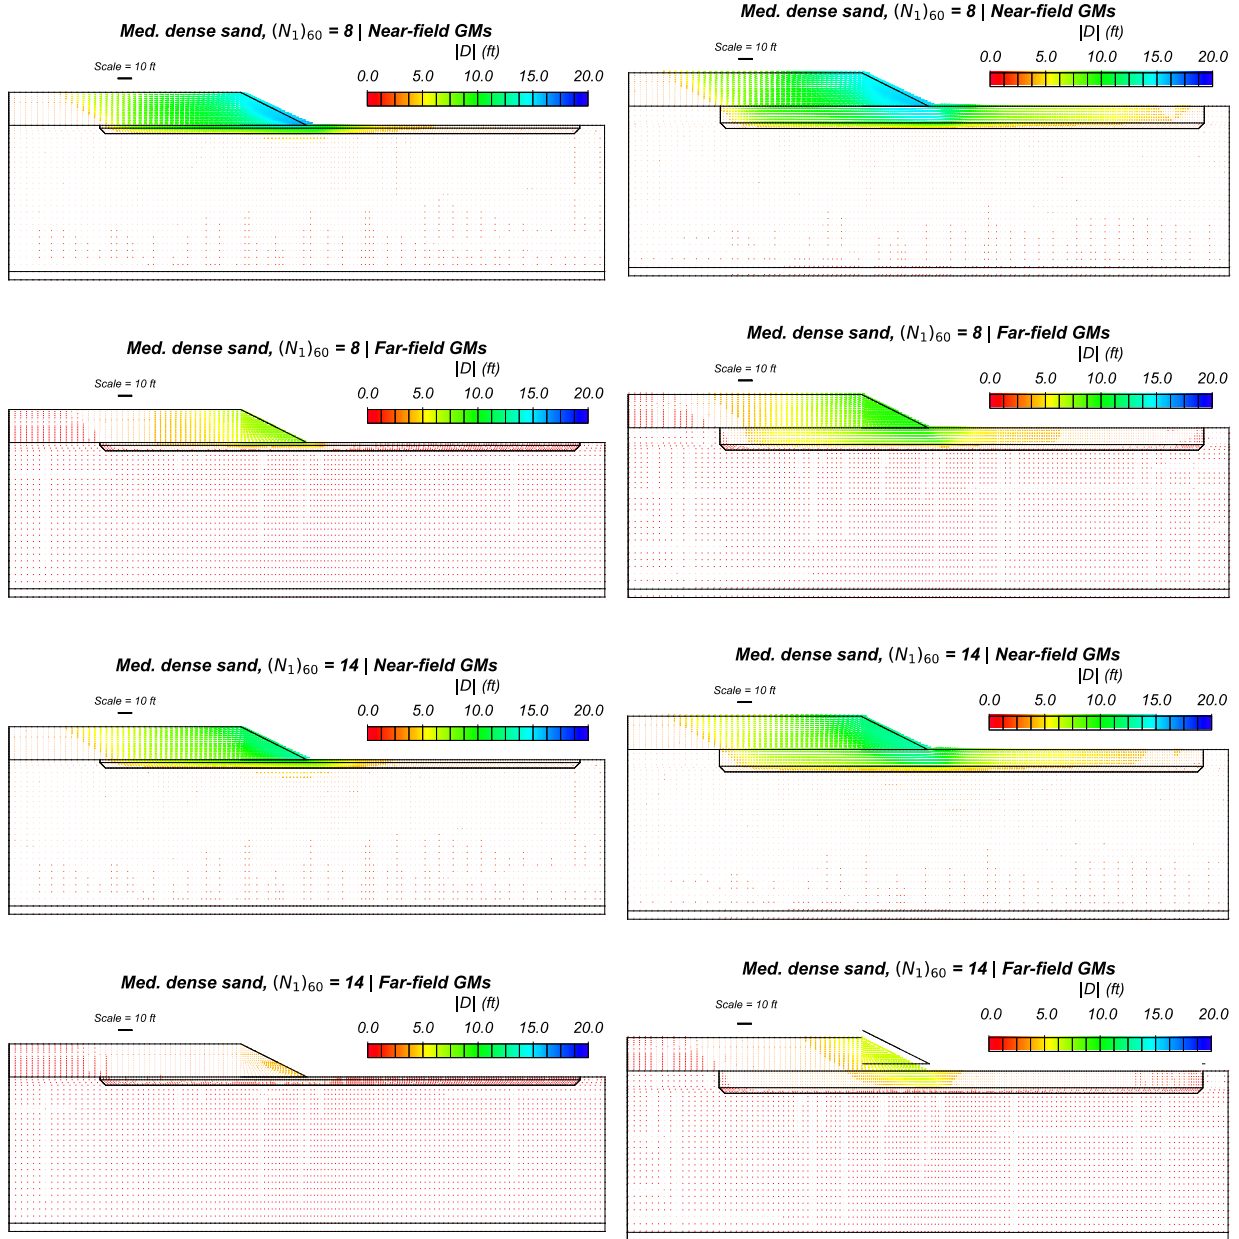 Med. dense sand, (N₁)₆₀ = 8 | Near-field GMs
|D| (ft)
Scale = 10 ft
0.0 5.0 10.0 15.0 20.0
Med. dense sand, (N₁)₆₀ = 8 | Near-field GMs
|D| (ft)
Scale = 10 ft
0.0 5.0 10.0 15.0 20.0
Med. dense sand, (N₁)₆₀ = 8 | Far-field GMs
|D| (ft)
Scale = 10 ft
0.0 5.0 10.0 15.0 20.0
Med. dense sand, (N₁)₆₀ = 8 | Far-field GMs
|D| (ft)
Scale = 10 ft
0.0 5.0 10.0 15.0 20.0
Med. dense sand, (N₁)₆₀ = 14 | Near-field GMs
|D| (ft)
Scale = 10 ft
0.0 5.0 10.0 15.0 20.0
Med. dense sand, (N₁)₆₀ = 14 | Near-field GMs
|D| (ft)
Scale = 10 ft
0.0 5.0 10.0 15.0 20.0
Med. dense sand, (N₁)₆₀ = 14 | Far-field GMs
|D| (ft)
Scale = 10 ft
0.0 5.0 10.0 15.0 20.0
Med. dense sand, (N₁)₆₀ = 14 | Far-field GMs
|D| (ft)
Scale = 10 ft
0.0 5.0 10.0 15.0 20.0